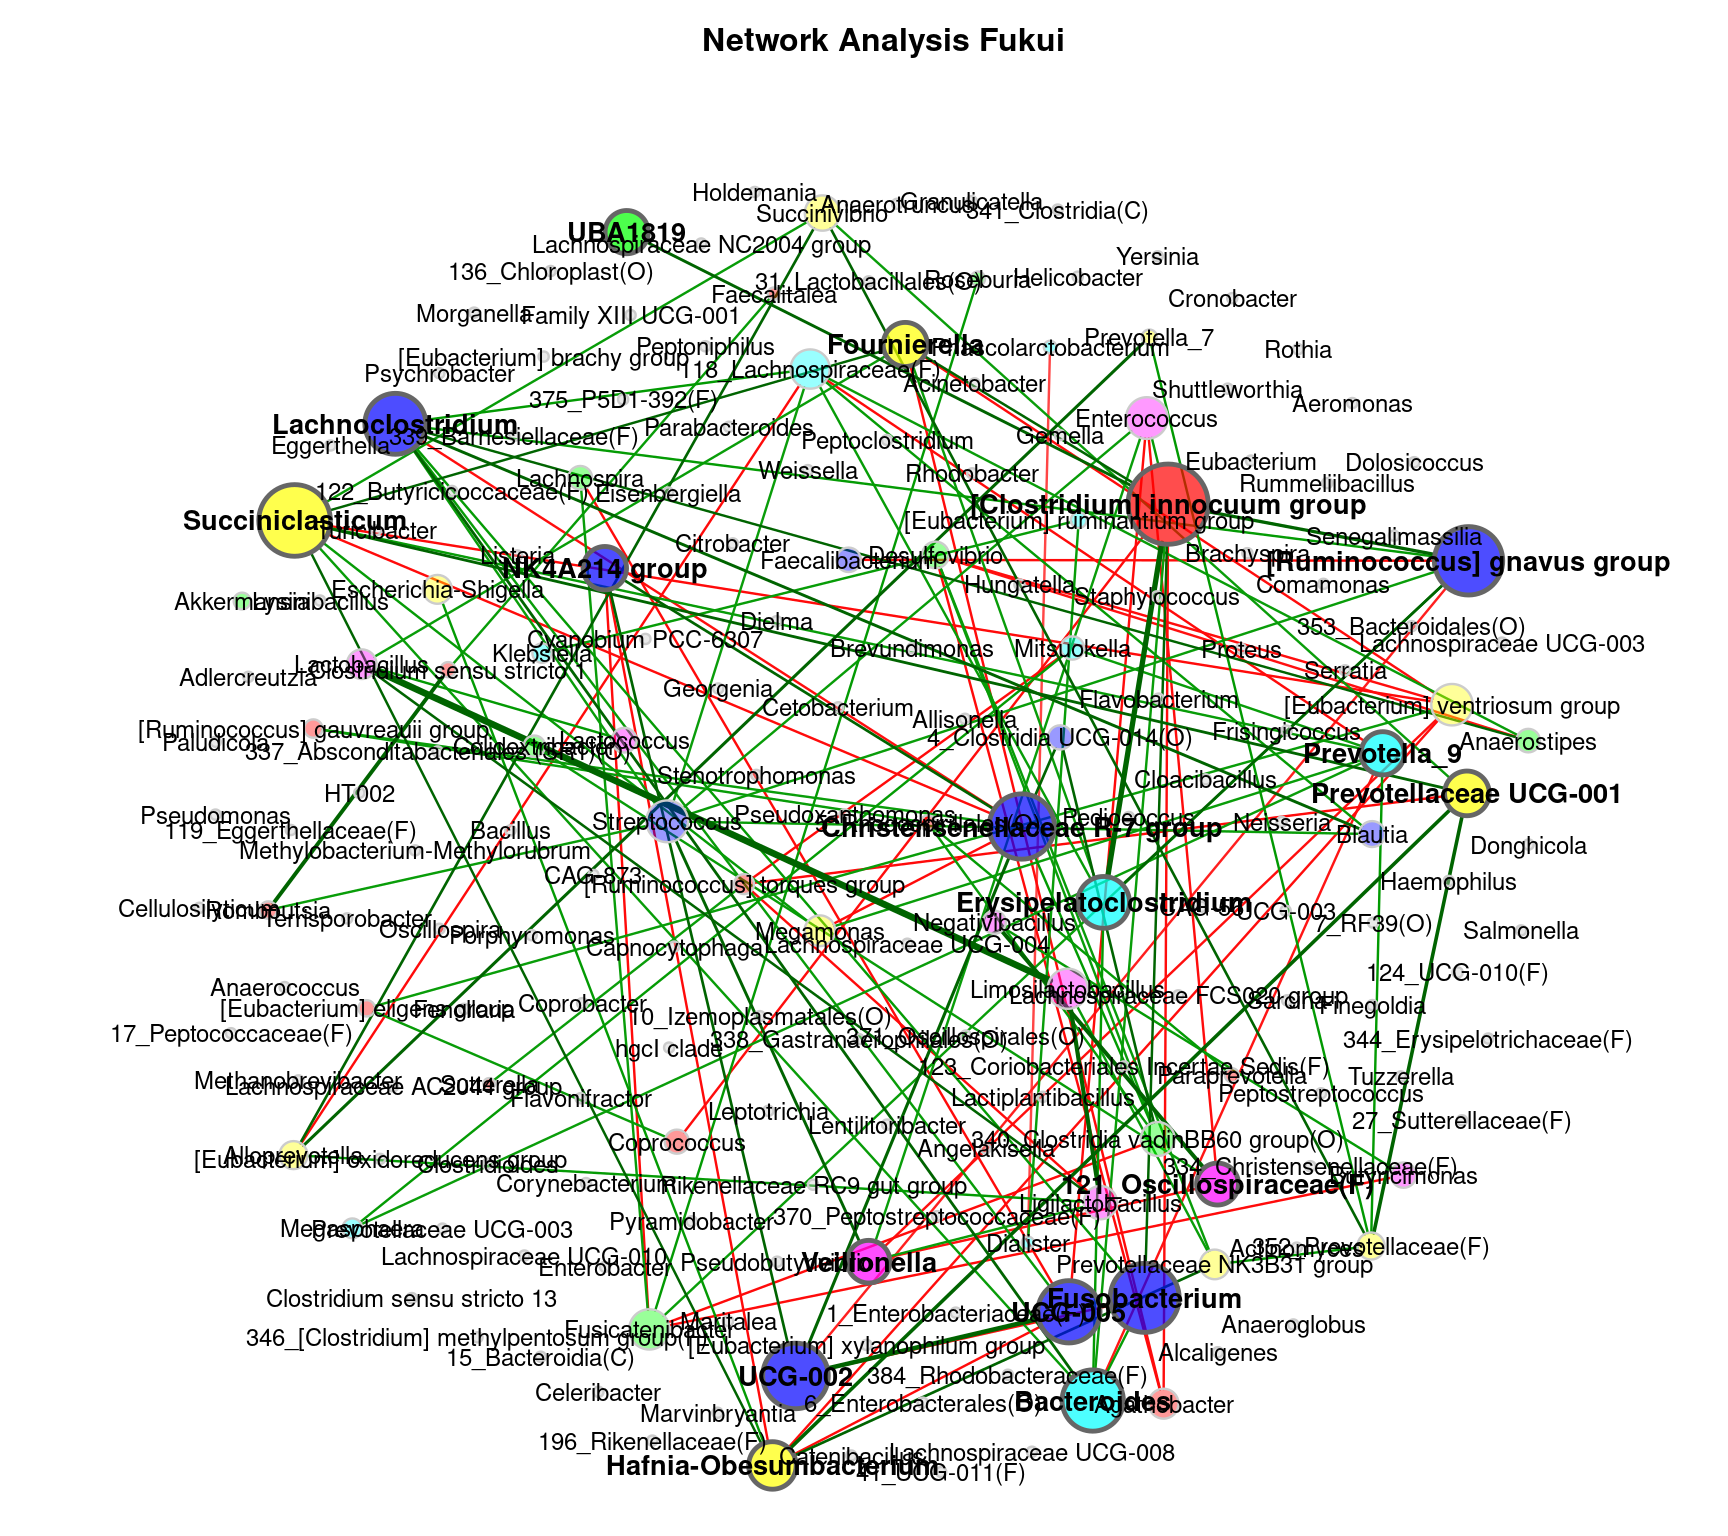 Network Analysis Fukui
Holdemania
Succinivibrio
Anaerotruncus
Granulicatella
341_Clostridia(C)
UBA1819
Lachnospiraceae NC2004 group
Yersinia
136_Chloroplast(O)
31_Lactobacillales(O)
Roseburia
Helicobacter
Faecalitalea
Cronobacter
Morganella
Family XIII UCG-001
Fournierella
Peptoniphilus
Phascolarctobacterium
Prevotella_7
Rothia
[Eubacterium] brachy group
Psychrobacter
118_Lachnospiraceae(F)
Acinetobacter
Shuttleworthia
375_P5D1-392(F)
Aeromonas
Lachnoclostridium
Enterococcus
Eggerthella
339_Barnesiellaceae(F)
Parabacteroides
Peptoclostridium
Gemella
Eubacterium
Dolosicoccus
Lachnospira
Weissella
Rhodobacter
Rummeliibacillus
122_Butyricicoccaceae(F)
Eisenbergiella
[Clostridium] innocuum group
Succiniclasticum
Turicibacter
[Eubacterium] ruminantium group
Senegalimassilia
Citrobacter
Listeria
NK4A214 group
Faecalibacterium
Desulfovibrio
Brachyspira
[Ruminococcus] gnavus group
Escherichia-Shigella
Hungatella
Staphylococcus
Comamonas
Akkermansia
Lysinibacillus
Dielma
353_Bacteroidales(O)
Cyanobium PCC-6307
Klebsiella
Brevundimonas
Mitsuokella
Proteus
Lachnospiraceae UCG-003
Lactobacillus
Clostridium sensu stricto 1
Serratia
Adlercreutzia
Georgenia
Cetobacterium
Flavobacterium
[Eubacterium] ventriosum group
Allisonella
[Ruminococcus] gauvreauii group
Paludicola
337_Absconditabacteriales (SR1)(O)
Colidextribacter
Lactococcus
4_Clostridia UCG-014(O)
Frisingicoccus
Anaerostipes
Prevotella_9
Stenotrophomonas
Cloacibacillus
HT002
Prevotellaceae UCG-001
Pseudomonas
Streptococcus
Pseudoxanthomonas
Pediococcus
Christensenellaceae R-7 group
Neisseria
Blautia
119_Eggerthellaceae(F)
Bacillus
Methylobacterium-Methylorubrum
Donghicola
CAG-873
[Ruminococcus] torques group
Haemophilus
Cellulosilyticum
Romboutsia
Terrisporobacter
Erysipelatoclostridium
UCG-003
7_RF39(O)
Oscillospira
Porphyromonas
Megamonas
Negativibacillus
Salmonella
Capnocytophaga
Lachnospiraceae UCG-004
124_UCG-010(F)
Anaerococcus
Limosilactobacillus
Lachnospiraceae FCS020 group
[Eubacterium] eligens group
Coprobacter
Finegoldia
17_Peptococcaceae(F)
10_Izemoplasmatales(O)
338_Gastranaerophilales(O)
371_Oscillospirales(O)
344_Erysipelotrichaceae(F)
hgcI clade
123_Coriobacteriales Incertae Sedis(F)
Methanobrevibacter
Lachnospiraceae AC2044 group
Sutterella
Paraprevotella
Tuzzerella
Flavonifractor
Lactiplantibacillus
Peptostreptococcus
Leptotrichia
Lentilitoribacter
27_Sutterellaceae(F)
Coprococcus
340_Clostridia vadinBB60 group(O)
Angelakisella
Alloprevotella
[Eubacterium] oxidoreducens group
Clostridioides
334_Christensenellaceae(F)
Butyricimonas
Corynebacterium
Rikenellaceae RC9 gut group
121_Oscillospiraceae(F)
Ligilactobacillus
Megasphaera
Prevotellaceae UCG-003
Pyramidobacter
370_Peptostreptococcaceae(F)
Dialister
Actinomyces
352_Prevotellaceae(F)
Lachnospiraceae UCG-010
Enterobacter
Pseudobutyrivibrio
Veillonella
Prevotellaceae NK3B31 group
Clostridium sensu stricto 13
Fusobacterium
1_Enterobacteriaceae(F)
UCG-005
Maritalea
Fusicatenibacter
Anaeroglobus
346_[Clostridium] methylpentosum group(F)
[Eubacterium] xylanophilum group
Alcaligenes
15_Bacteroidia(C)
UCG-002
384_Rhodobacteraceae(F)
Celeribacter
6_Enterobacterales(O)
Bacteroides
Agathobacter
Marvinbryantia
196_Rikenellaceae(F)
Catenibacillus
Lachnospiraceae UCG-008
Hafnia-Obesumbacterium
41_UCG-011(F)